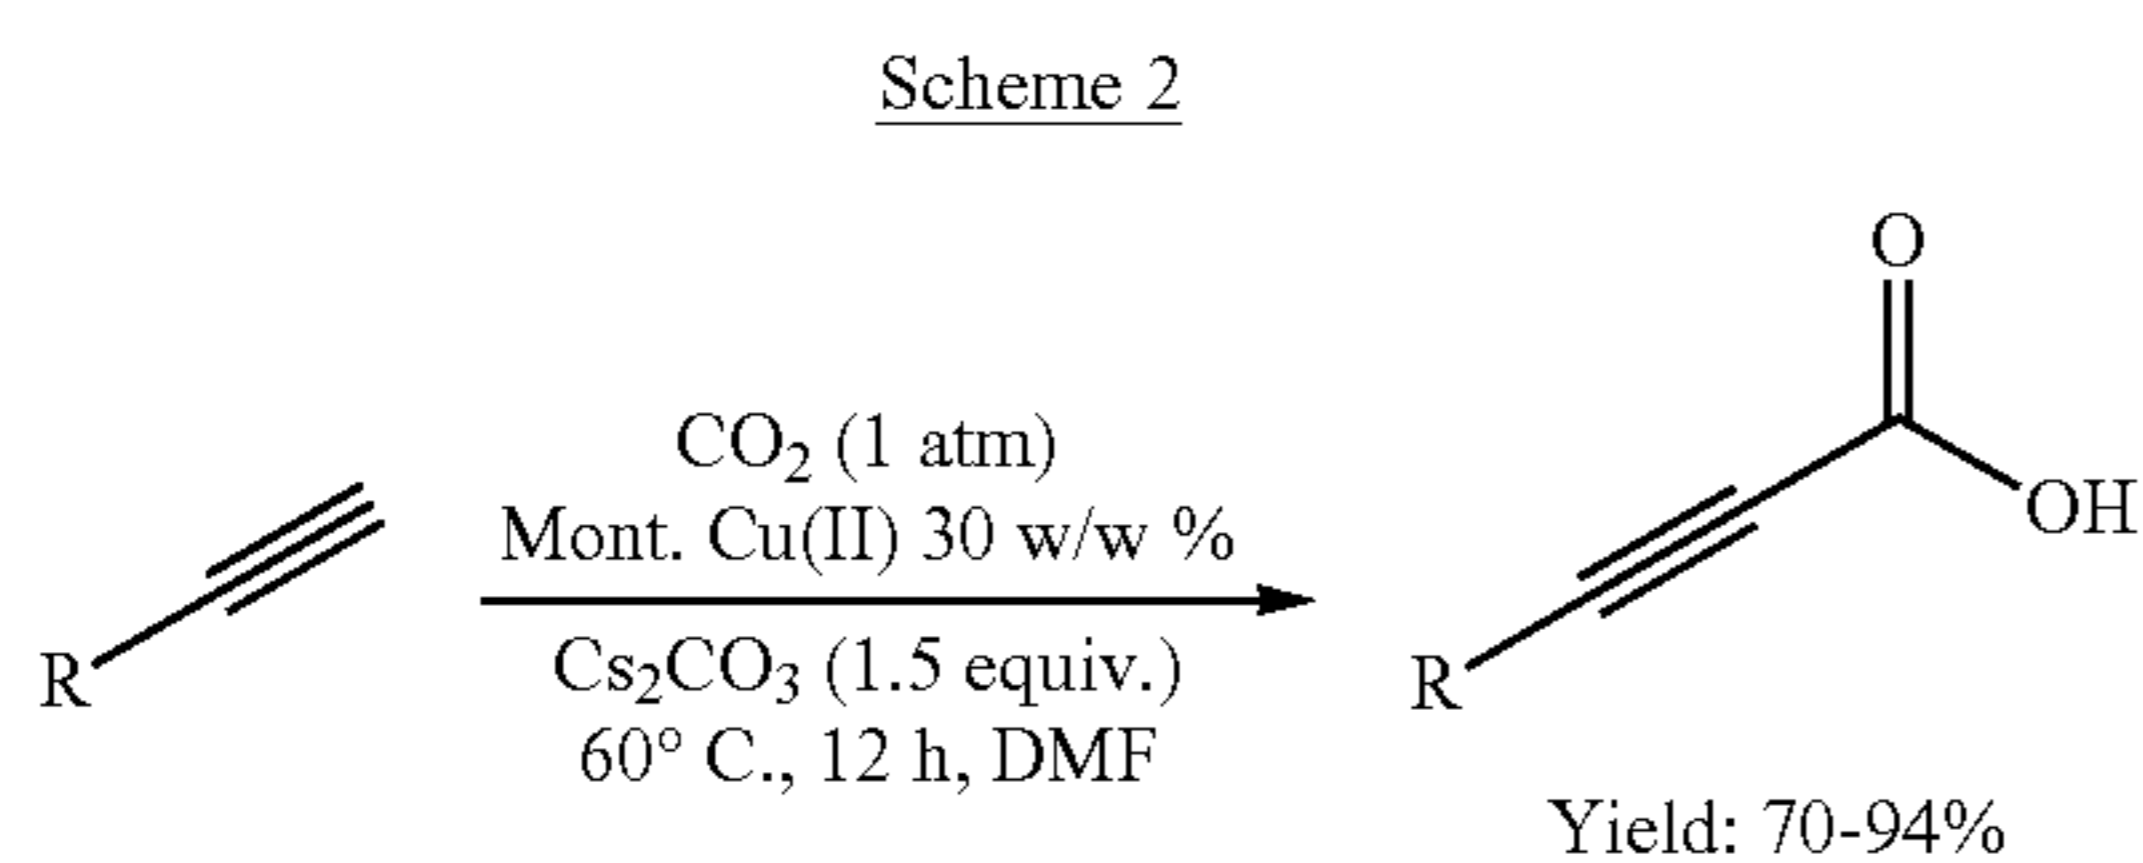 Scheme 2
O
CO₂ (1 atm)
Mont. Cu(II) 30 w/w %
OH
R
Cs₂CO₃ (1.5 equiv.)
R
60° C., 12 h, DMF
Yield: 70-94%